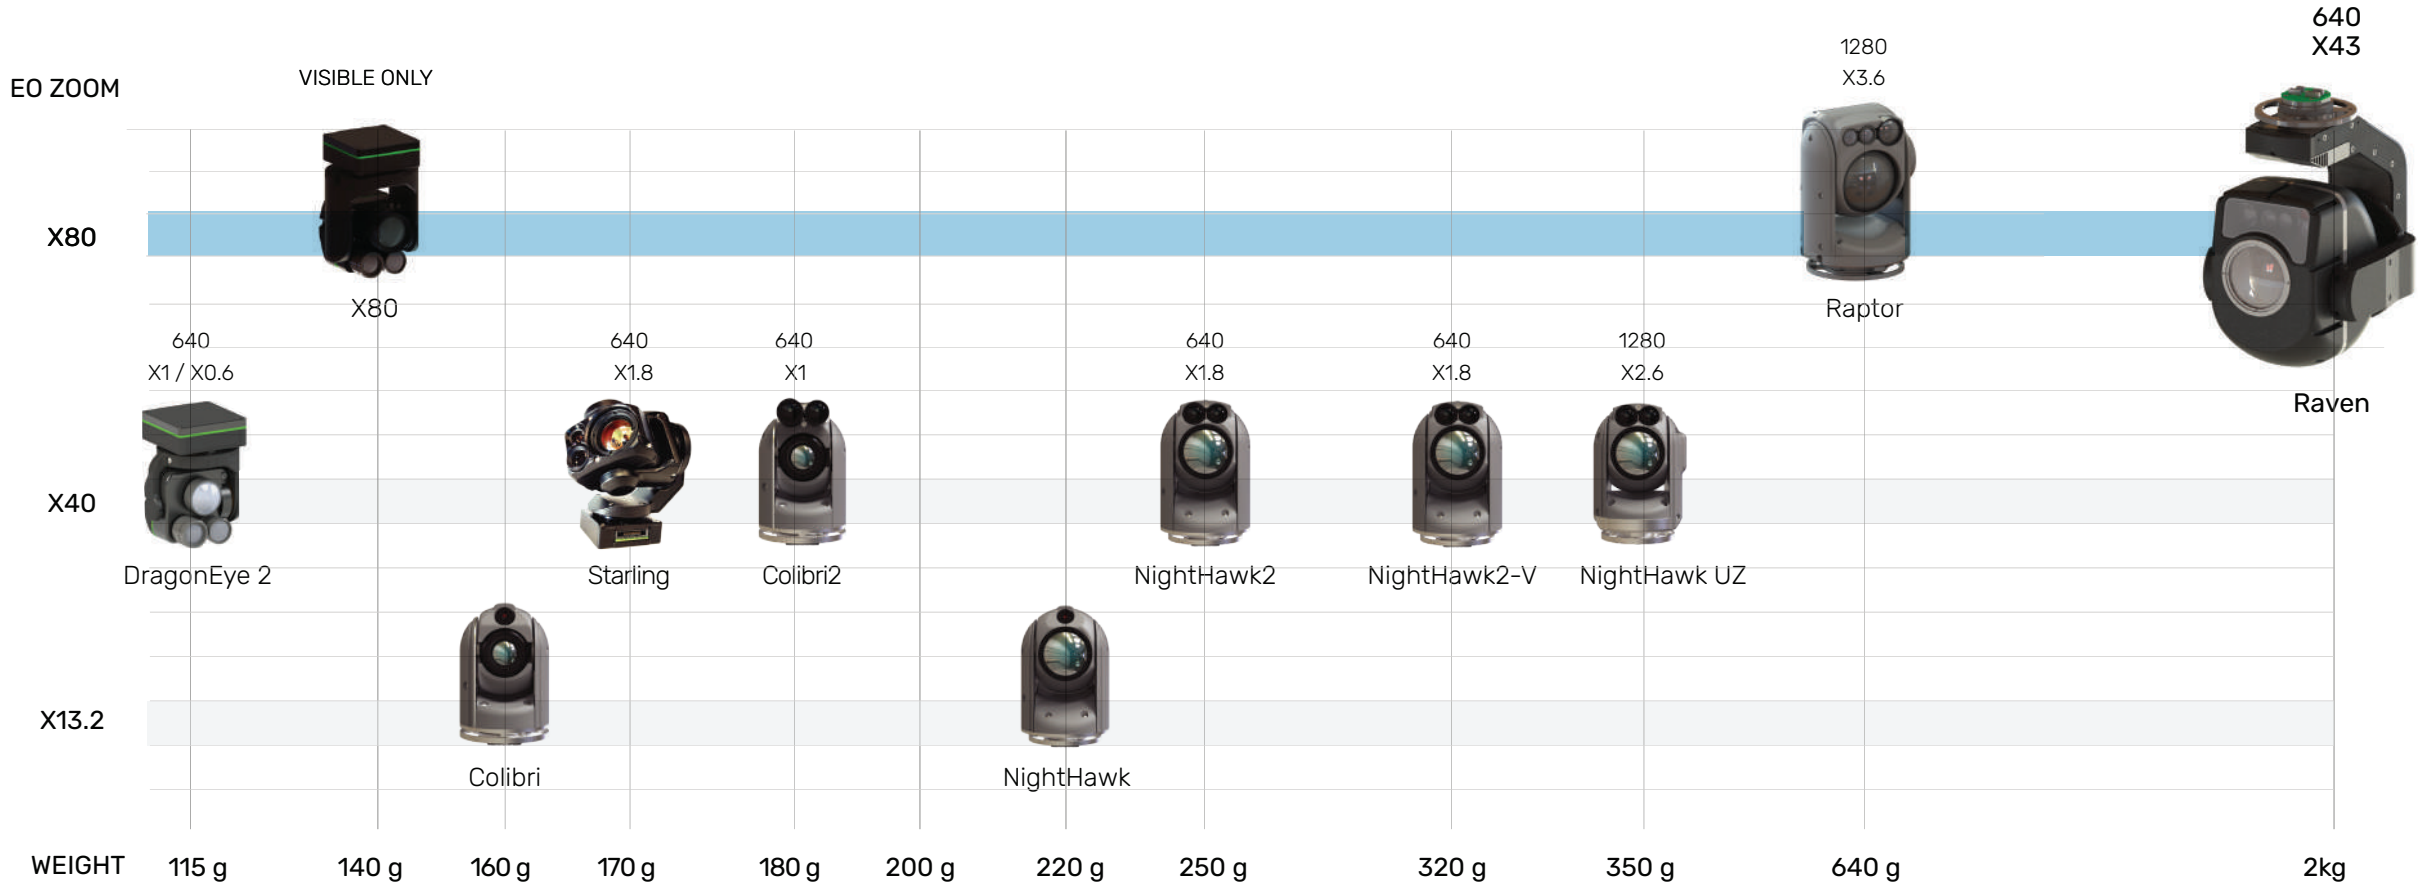 640
X43
1280
X3.6
VISIBLE ONLY
EO ZOOM
X80
X80
Raptor
Raven
640
X1 / X0.6
640
X1.8
640
X1
640
X1.8
640
X1.8
1280
X2.6
X40
DragonEye 2
Starling
Colibri2
NightHawk2
NightHawk2-V
NightHawk UZ
X13.2
Colibri
NightHawk
WEIGHT
115 g
140 g
160 g
170 g
180 g
200 g
220 g
250 g
320 g
350 g
640 g
2kg